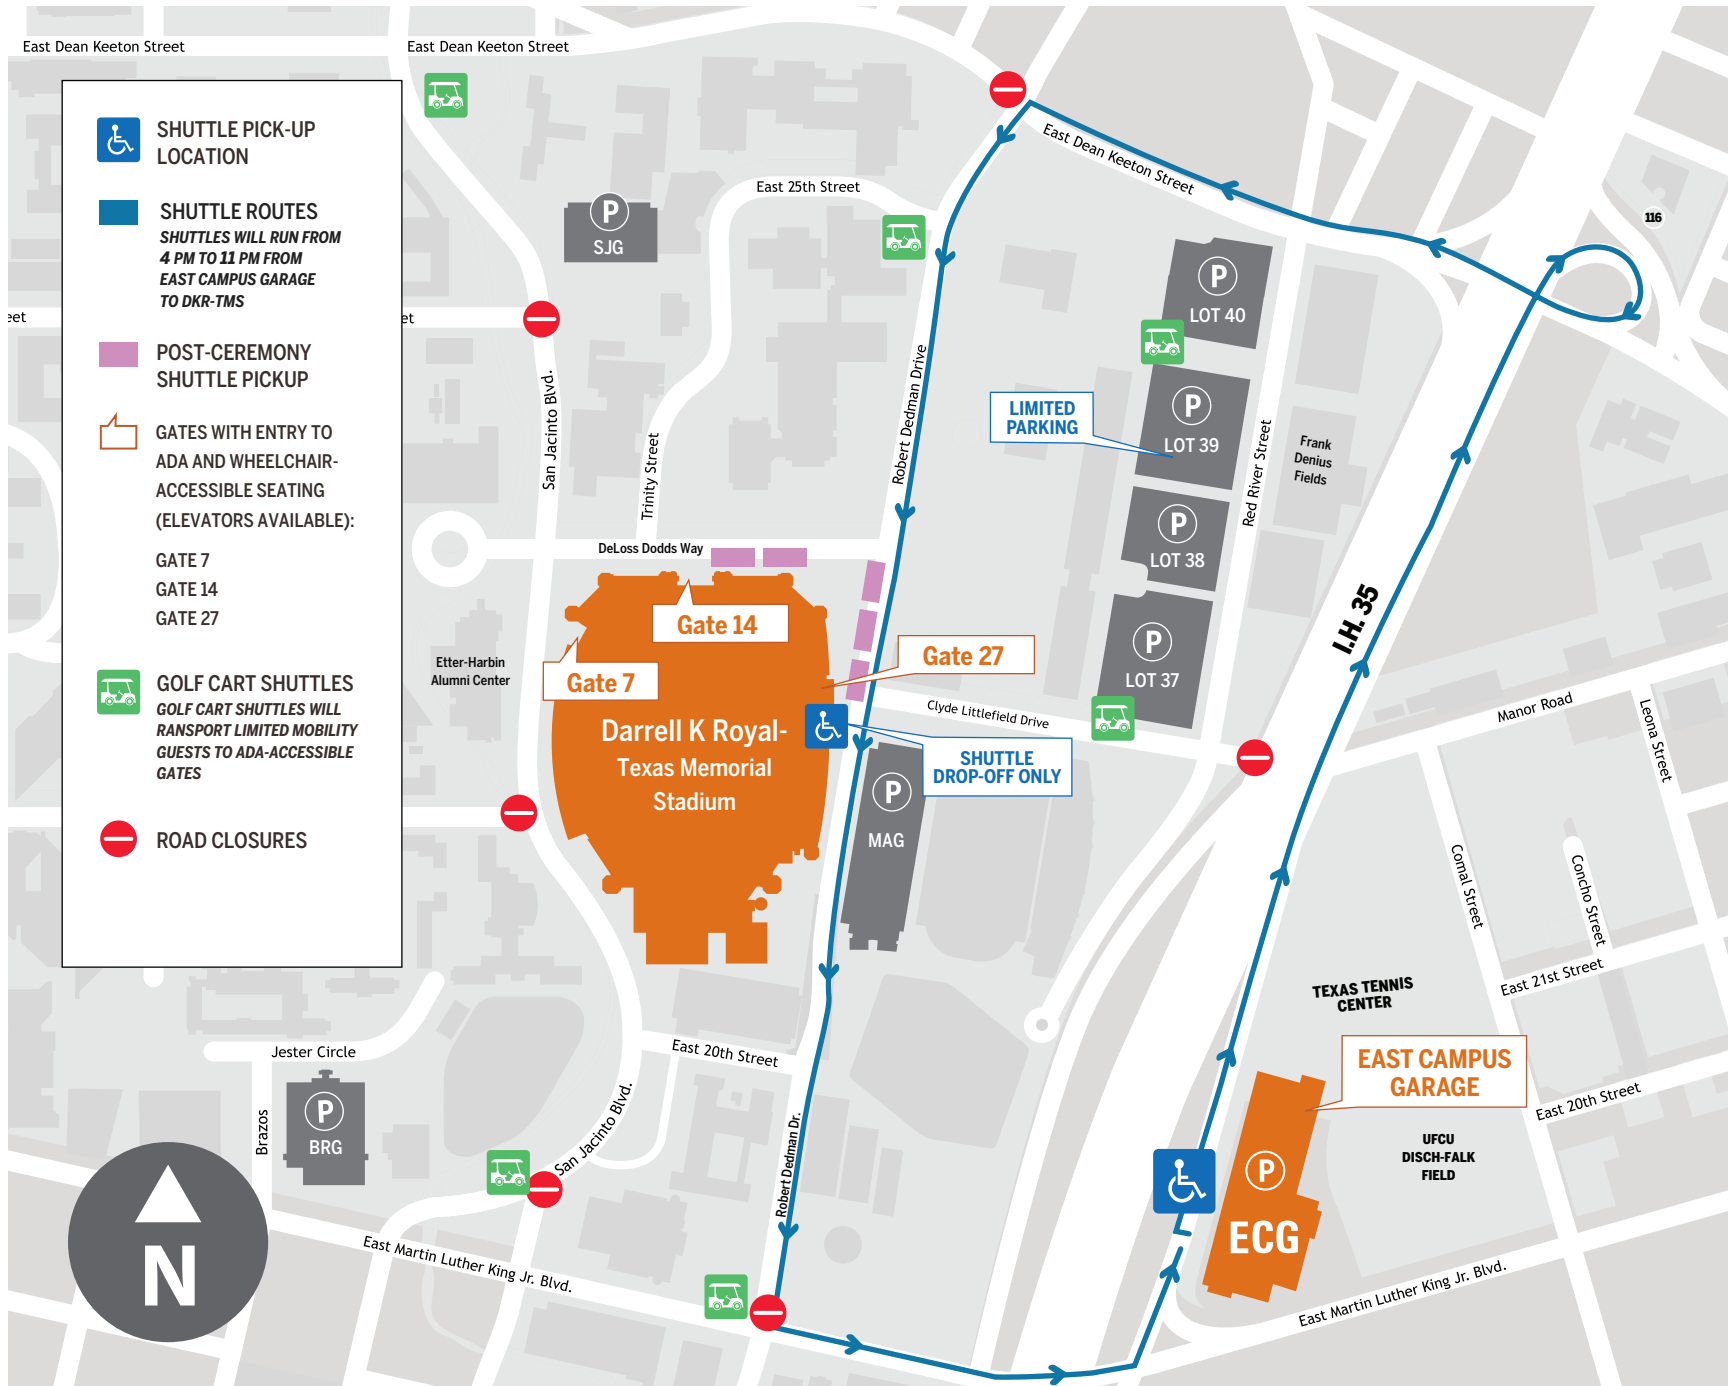 East Dean Keeton Street
East Dean Keeton Street
SHUTTLE PICK-UP
LOCATION
SHUTTLE ROUTES
SHUTTLES WILL RUN FROM
4 PM TO 11 PM FROM
EAST CAMPUS GARAGE
TO DKR-TMS
POST-CEREMONY
SHUTTLE PICKUP
GATES WITH ENTRY TO
ADA AND WHEELCHAIR-
ACCESSIBLE SEATING
(ELEVATORS AVAILABLE):
GATE 7
GATE 14
GATE 27
GOLF CART SHUTTLES
GOLF CART SHUTTLES WILL
RANSPORT LIMITED MOBILITY
GUESTS TO ADA-ACCESSIBLE
GATES
ROAD CLOSURES
eet
et
East Dean Keeton Street
East 25th Street
P
SJG
116
P
LOT 40
LIMITED
PARKING
P
LOT 39
Frank
Denius
Fields
P
LOT 38
P
LOT 37
San Jacinto Blvd.
Trinity Street
Robert Dedman Drive
Red River Street
I.H. 35
DeLoss Dodds Way
Gate 14
Gate 27
Gate 7
Etter-Harbin
Alumni Center
Darrell K Royal-
Texas Memorial
Stadium
Clyde Littlefield Drive
SHUTTLE
DROP-OFF ONLY
P
MAG
Manor Road
Leona Street
Comal Street
Concho Street
East 21st Street
TEXAS TENNIS
CENTER
EAST CAMPUS
GARAGE
East 20th Street
East 20th Street
UFCU
DISCH-FALK
FIELD
P
ECG
Jester Circle
Brazos
P
BRG
San Jacinto Blvd.
Robert Dedman Dr.
East Martin Luther King Jr. Blvd.
East Martin Luther King Jr. Blvd.
N